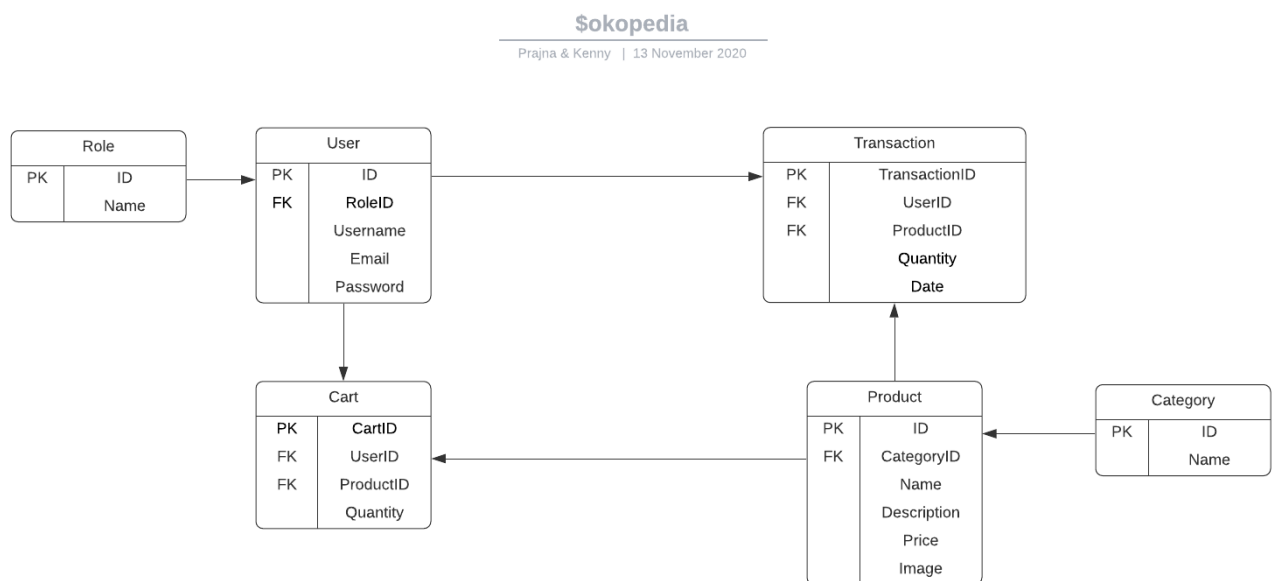 $okopedia
Prajna & Kenny | 13 November 2020
Role
PK ID
Name
User
PK ID
FK RoleID
Username
Email
Password
Transaction
PK TransactionID
FK UserID
FK ProductID
Quantity
Date
Cart
PK CartID
FK UserID
FK ProductID
Quantity
Product
PK ID
FK CategoryID
Name
Description
Price
Image
Category
PK ID
Name